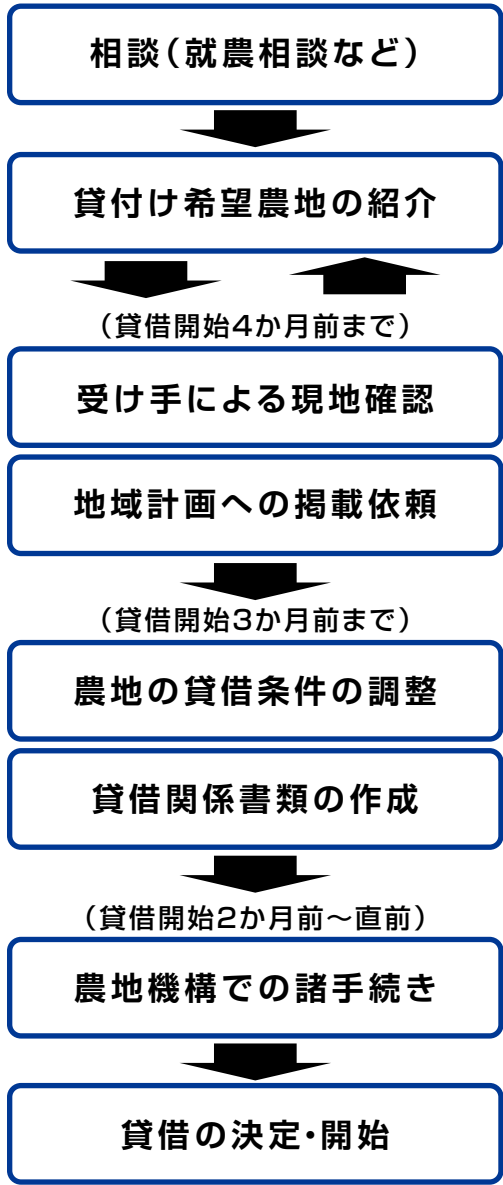 相談(就農相談など)
貸付け希望農地の紹介
(貸借開始4か月前まで)
受け手による現地確認
地域計画への掲載依頼
(貸借開始3か月前まで)
農地の貸借条件の調整
貸借関係書類の作成
(貸借開始2か月前〜直前)
農地機構での諸手続き
貸借の決定・開始